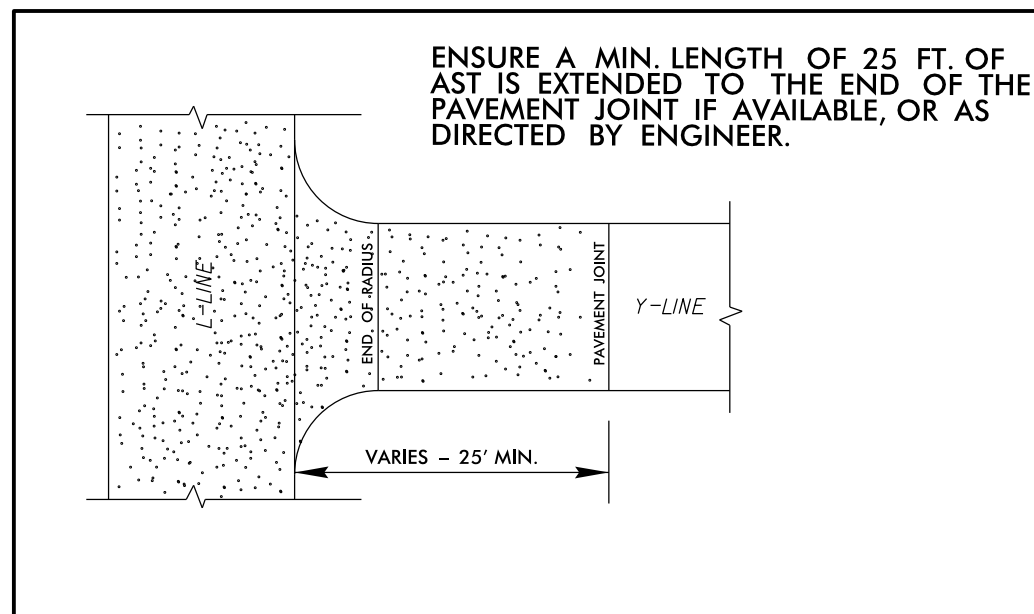 ENSURE A MIN. LENGTH OF 25 FT. OF
AST IS EXTENDED TO THE END OF THE
PAVEMENT JOINT IF AVAILABLE, OR AS
DIRECTED BY ENGINEER.
L-LINE
END OF RADIUS
PAVEMENT JOINT
Y-LINE
VARIES - 25' MIN.